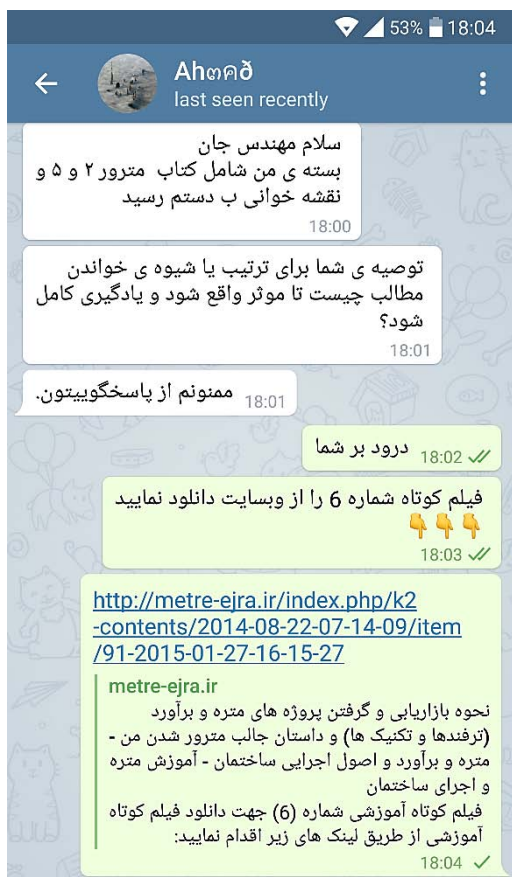 53% 18:04
Ah๓คð
last seen recently
سلام مهندس جان
بسته ی من شامل کتاب مترور ۲ و ۵ و
نقشه خوانی ب دستم رسید
18:00
توصیه ی شما برای ترتیب یا شیوه ی خواندن
مطالب چیست تا موثر واقع شود و یادگیری کامل
شود؟
18:01
ممنونم از پاسخگوییتون.
18:01
درود بر شما
18:02
فیلم کوتاه شماره 6 را از وبسایت دانلود نمایید
👇👇👇
18:03
http://metre-ejra.ir/index.php/k2
-contents/2014-08-22-07-14-09/item
/91-2015-01-27-16-15-27
metre-ejra.ir
نحوه بازاریابی و گرفتن پروژه های متره و برآورد
(ترفندها و تکنیک ها) و داستان جالب مترور شدن من -
متره و برآورد و اصول اجرایی ساختمان - آموزش متره
و اجرای ساختمان
فیلم کوتاه آموزشی شماره (6) جهت دانلود فیلم کوتاه
آموزشی از طریق لینک های زیر اقدام نمایید:
18:04